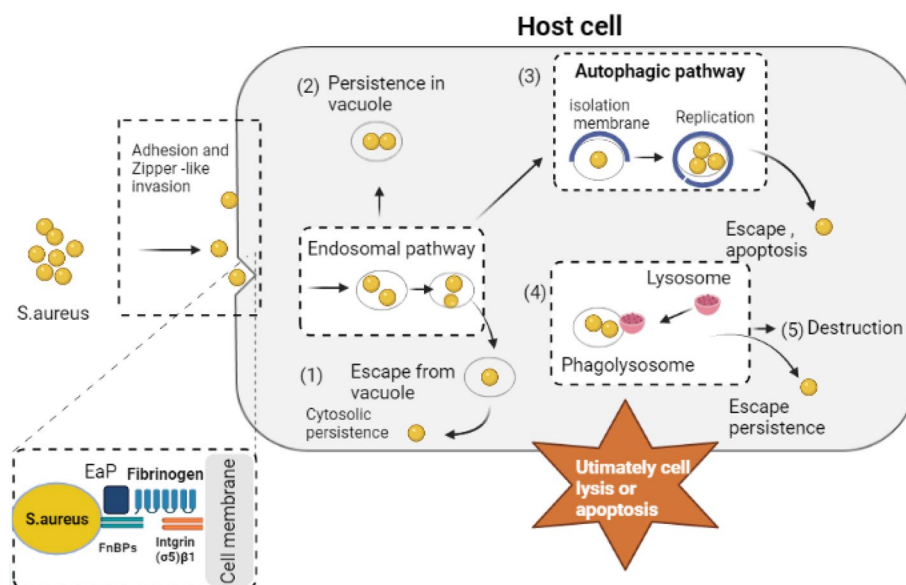 Host cell
(2) Persistence in
vacuole
(3)
Autophagic pathway
isolation
membrane
Replication
Adhesion and
Zipper -like
invasion
Escape ,
apoptosis
Endosomal pathway
S.aureus
(4)
Lysosome
Phagolysosome
(5) Destruction
(1)
Escape from
vacuole
Cytosolic
persistence
Escape
persistence
Utimately cell
lysis or
apoptosis
EaP
Fibrinogen
S.aureus
FnBPs
Intgrin
(σ5)β1
Cell membrane